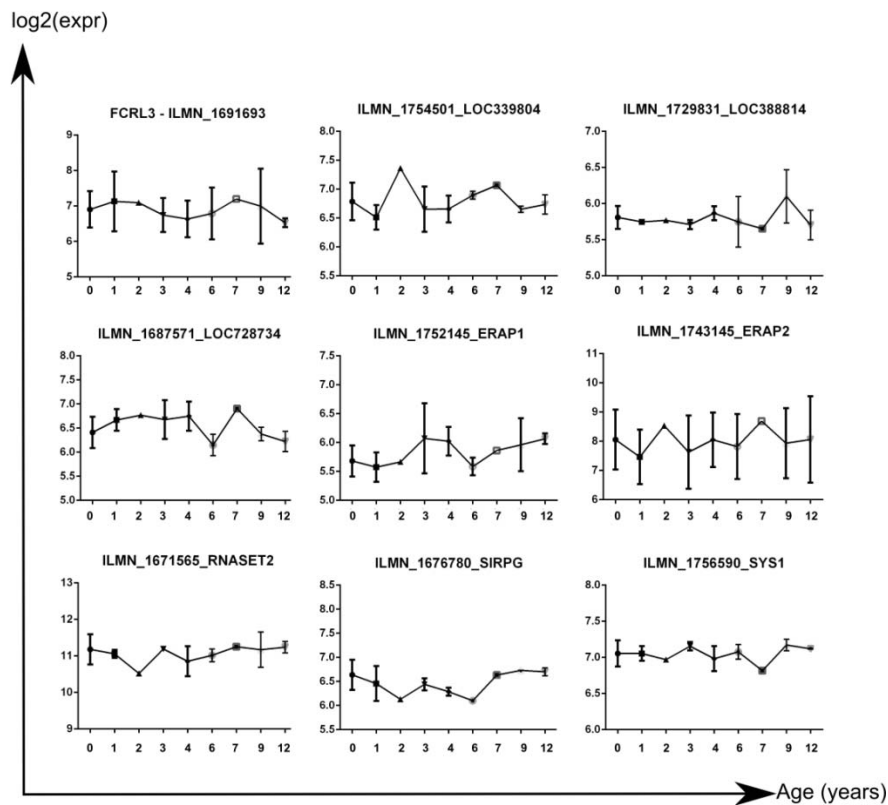 log2(expr)
FCRL3 - ILMN_1691693
9
8
7
6
5
0 1 2 3 4 6 7 9 12
ILMN_1754501_LOC339804
8.0
7.5
7.0
6.5
6.0
5.5
0 1 2 3 4 6 7 9 12
ILMN_1729831_LOC388814
7.0
6.5
6.0
5.5
5.0
0 1 2 3 4 6 7 9 12
ILMN_1687571_LOC728734
8.0
7.5
7.0
6.5
6.0
5.5
5.0
0 1 2 3 4 6 7 9 12
ILMN_1752145_ERAP1
7.5
7.0
6.5
6.0
5.5
5.0
0 1 2 3 4 6 7 9 12
ILMN_1743145_ERAP2
11
10
9
8
7
6
0 1 2 3 4 6 7 9 12
ILMN_1671565_RNASET2
13
12
11
10
9
0 1 2 3 4 6 7 9 12
ILMN_1676780_SIRPG
8.5
8.0
7.5
7.0
6.5
6.0
5.5
0 1 2 3 4 6 7 9 12
ILMN_1756590_SYS1
8.0
7.5
7.0
6.5
6.0
0 1 2 3 4 6 7 9 12
Age (years)